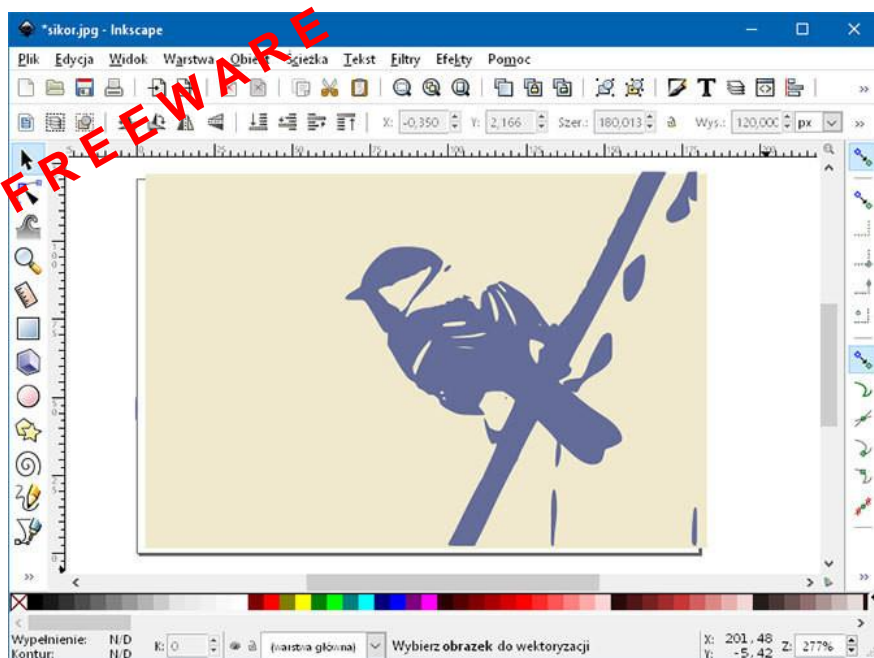 *sikor.jpg - Inkscape
Plik Edycja Widok Warstwa Obiekt Ścieżka Tekst Filtry Efekty Pomoc
FREEWARE
X: -0,350 Y: 2,166 Szer.: 180,013 Wys.: 120,000 px
Wypełnienie: N/D
Kontur: N/D
K: 0
(warstwa główna)
Wybierz obrazek do wektoryzacji
X: 201,48
Y: -5,42
Z: 277%